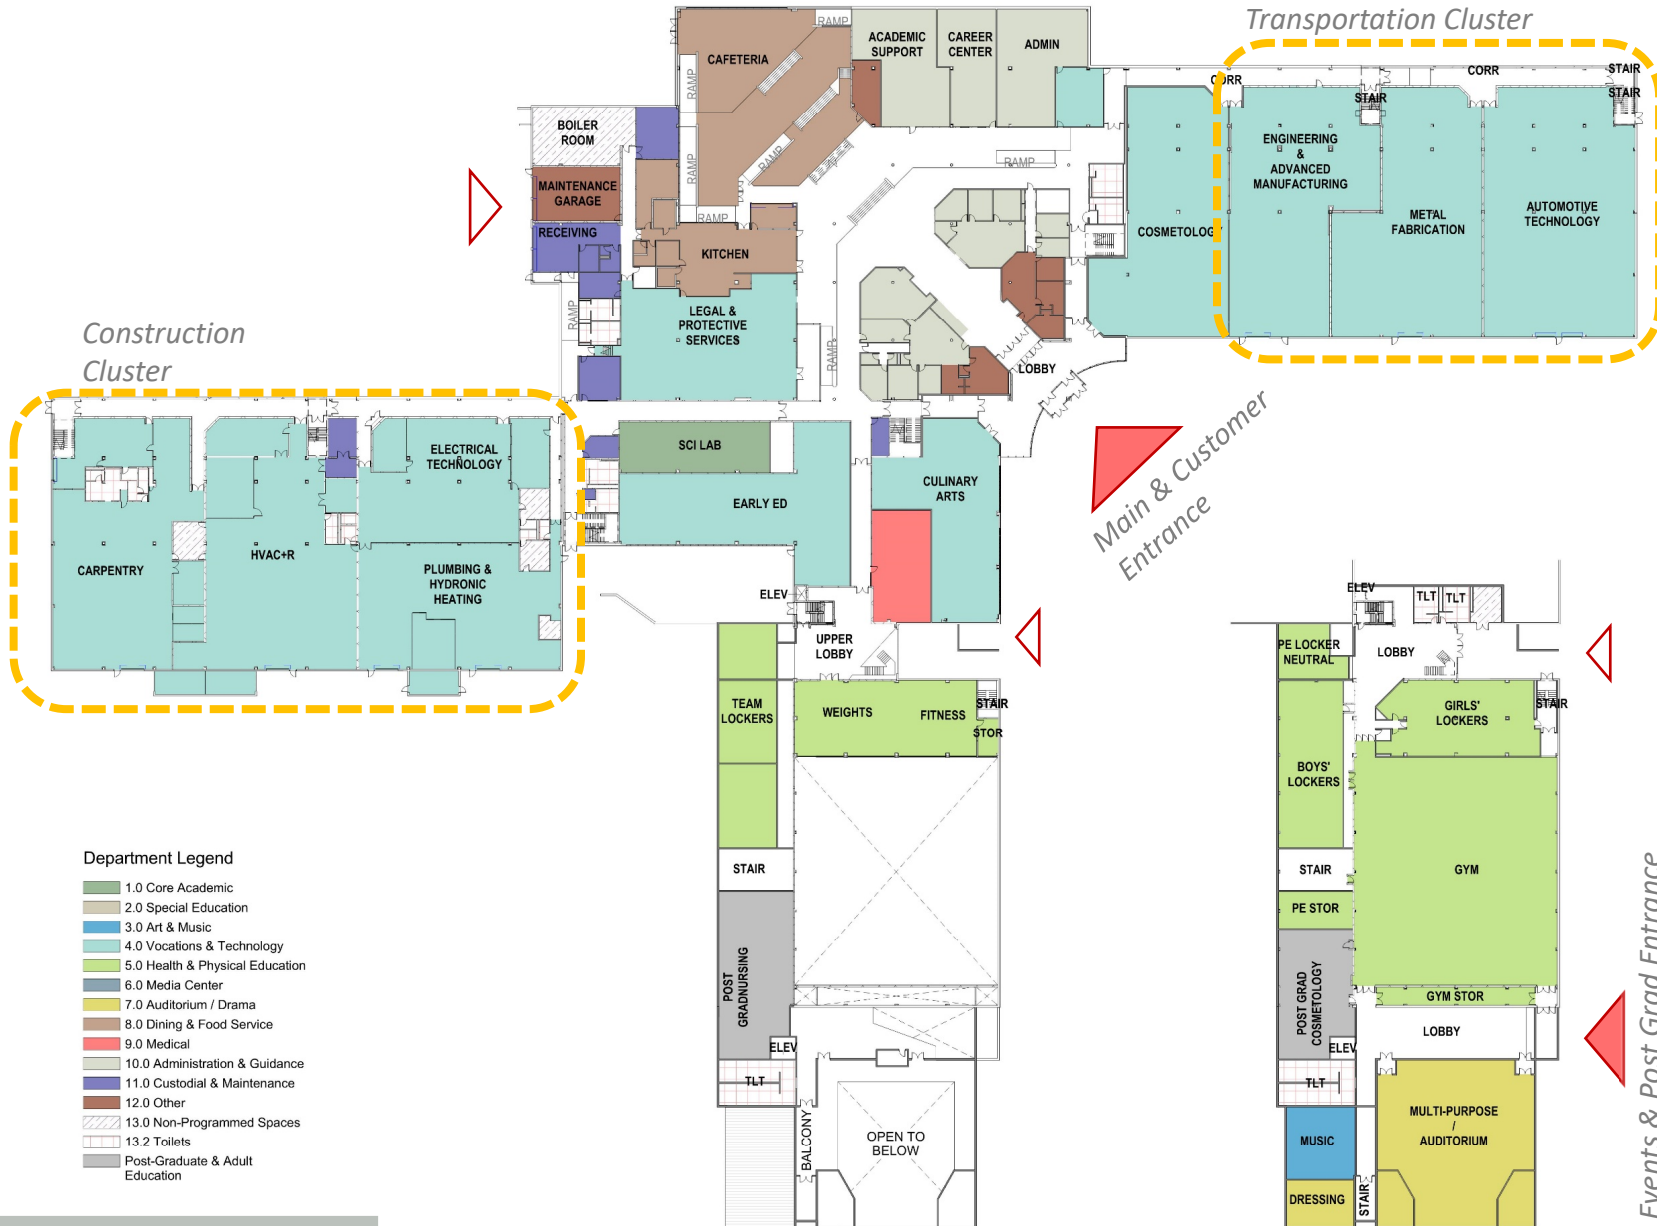 Transportation Cluster
RAMP
ACADEMIC
SUPPORT
CAREER
CENTER
ADMIN
CAFETERIA
RAMP
CORR
CORR
STAIR
STAIR
STAIR
BOILER
ROOM
ENGINEERING
&
ADVANCED
MANUFACTURING
RAMP
RAMP
RAMP
MAINTENANCE
GARAGE
RAMP
RECEIVING
KITCHEN
COSMETOLOGY
METAL
FABRICATION
AUTOMOTIVE
TECHNOLOGY
LEGAL &
PROTECTIVE
SERVICES
RAMP
RAMP
LOBBY
Construction
Cluster
Main & Customer
Entrance
ELECTRICAL
TECHNOLOGY
SCI LAB
EARLY ED
CULINARY
ARTS
CARPENTRY
HVAC+R
PLUMBING &
HYDRONIC
HEATING
ELEV
UPPER
LOBBY
TEAM
LOCKERS
WEIGHTS
FITNESS
STAIR
STOR
STAIR
POST
GRADNURSING
ELEV
TLT
BALCONY
OPEN TO
BELOW
ELEV
TLT
TLT
PE LOCKER
NEUTRAL
LOBBY
GIRLS'
LOCKERS
STAIR
BOYS'
LOCKERS
STAIR
GYM
PE STOR
POST GRAD
COSMETOLOGY
GYM STOR
LOBBY
ELEV
TLT
MULTI-PURPOSE
/
AUDITORIUM
MUSIC
DRESSING
STAIR
Events & Post Grad Entrance
Department Legend
1.0 Core Academic
2.0 Special Education
3.0 Art & Music
4.0 Vocations & Technology
5.0 Health & Physical Education
6.0 Media Center
7.0 Auditorium / Drama
8.0 Dining & Food Service
9.0 Medical
10.0 Administration & Guidance
11.0 Custodial & Maintenance
12.0 Other
13.0 Non-Programmed Spaces
13.2 Toilets
Post-Graduate & Adult
Education